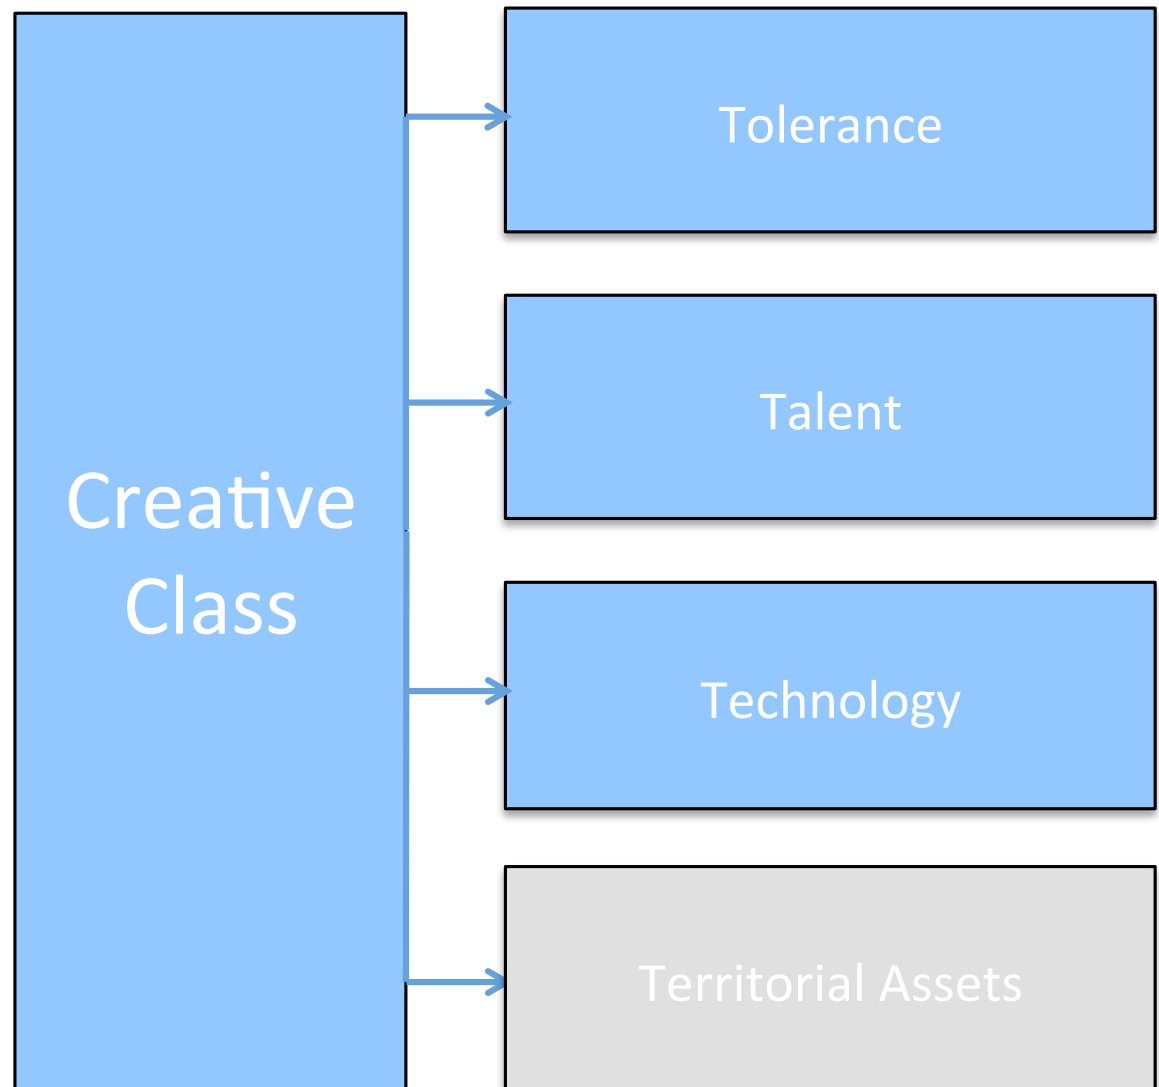 Creative
Class
Tolerance
Talent
Technology
Territorial Assets